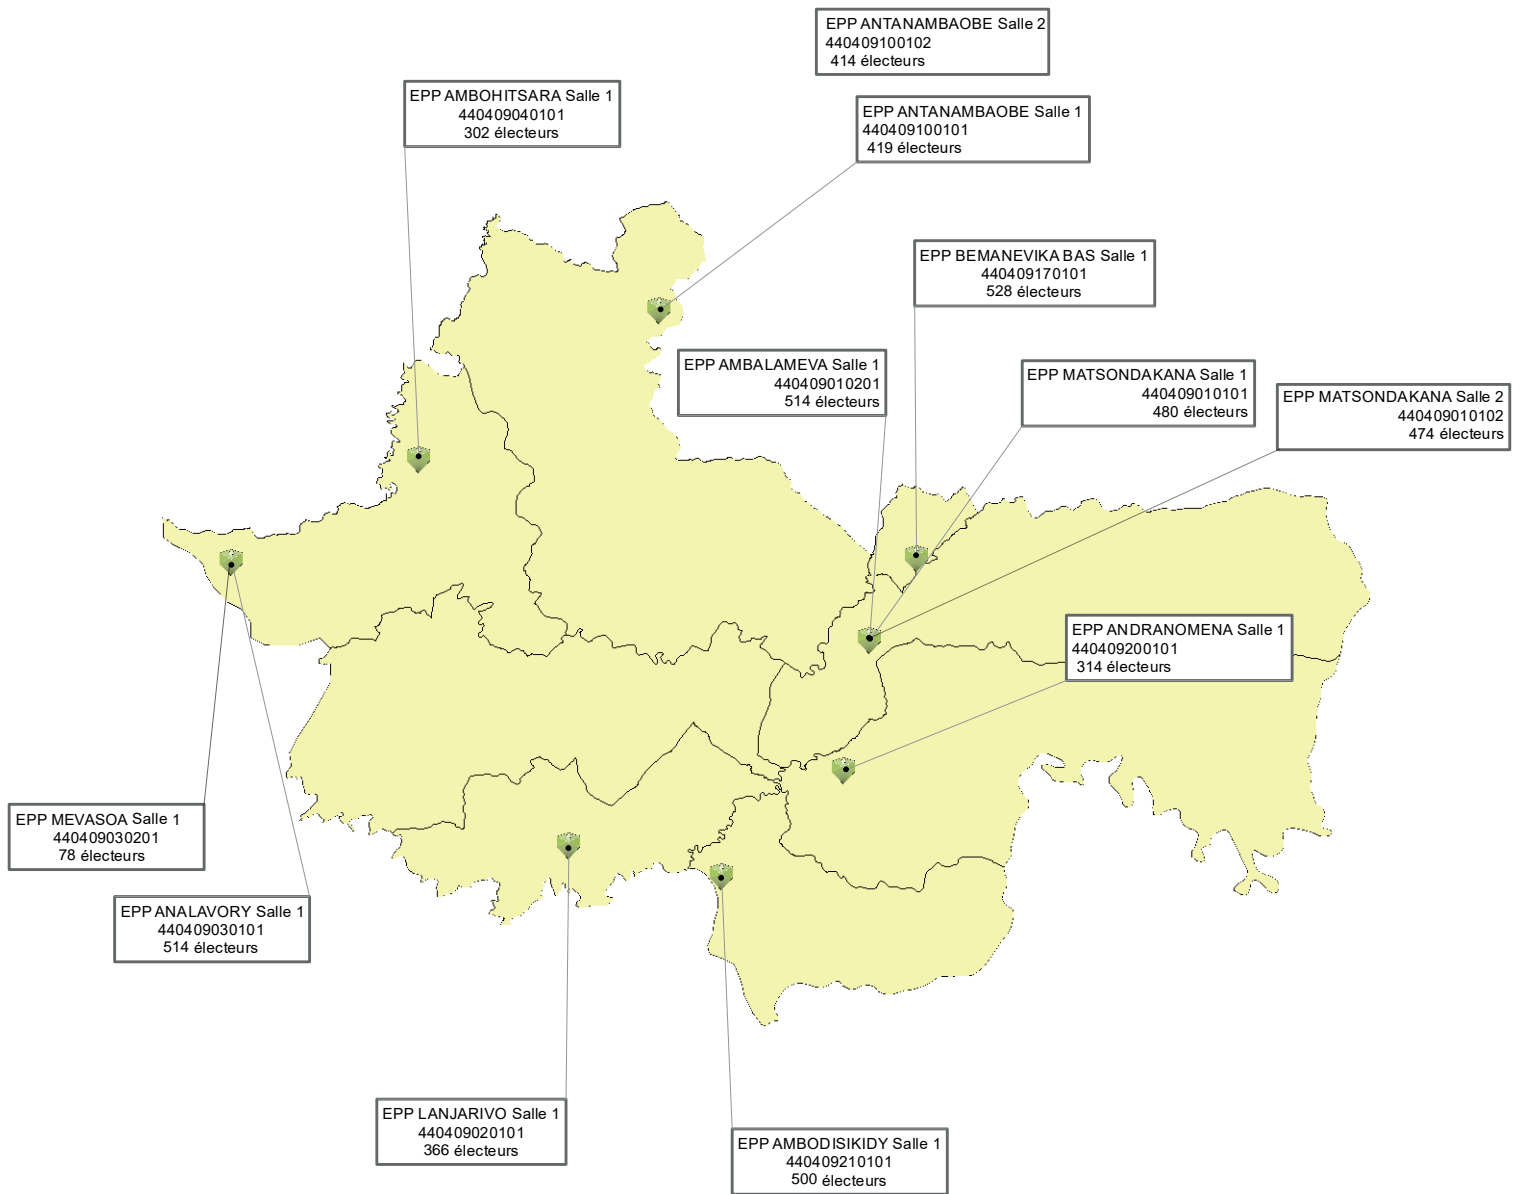 EPP ANTANAMBAOBE Salle 2
440409100102
414 électeurs
EPP AMBOHITSARA Salle 1
440409040101
302 électeurs
EPP ANTANAMBAOBE Salle 1
440409100101
419 électeurs
EPP BEMANEVIKA BAS Salle 1
440409170101
528 électeurs
EPP AMBALAMEVA Salle 1
440409010201
514 électeurs
EPP MATSONDAKANA Salle 1
440409010101
480 électeurs
EPP MATSONDAKANA Salle 2
440409010102
474 électeurs
EPP ANDRANOMENA Salle 1
440409200101
314 électeurs
EPP MEVASOA Salle 1
440409030201
78 électeurs
EPP ANALAVORY Salle 1
440409030101
514 électeurs
EPP LANJARIVO Salle 1
440409020101
366 électeurs
EPP AMBODISIKIDY Salle 1
440409210101
500 électeurs